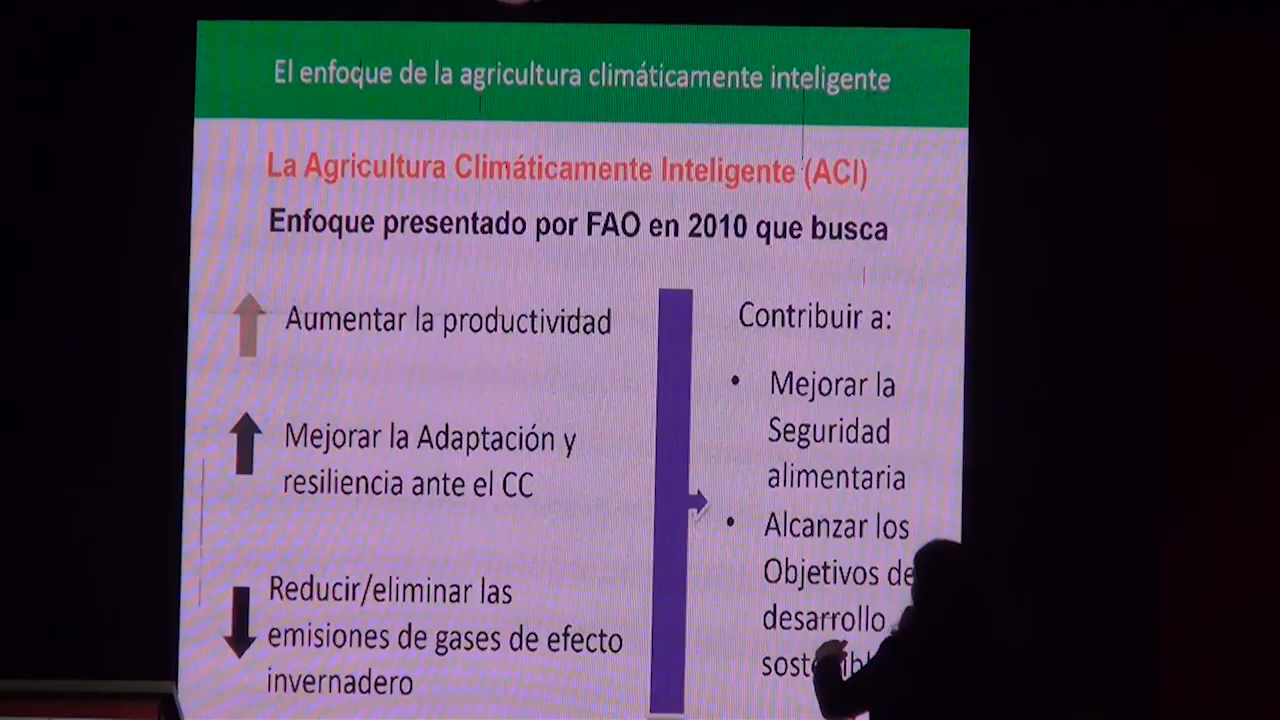 El enfoque de la agricultura climáticamente inteligente
La Agricultura Climáticamente Inteligente (ACI)
Enfoque presentado por FAO en 2010 que busca
Aumentar la productividad
Mejorar la Adaptación y
resiliencia ante el CC
Reducir/eliminar las
emisiones de gases de efecto
invernadero
Contribuir a:
• Mejorar la
Seguridad
alimentaria
• Alcanzar los
Objetivos de
desarrollo